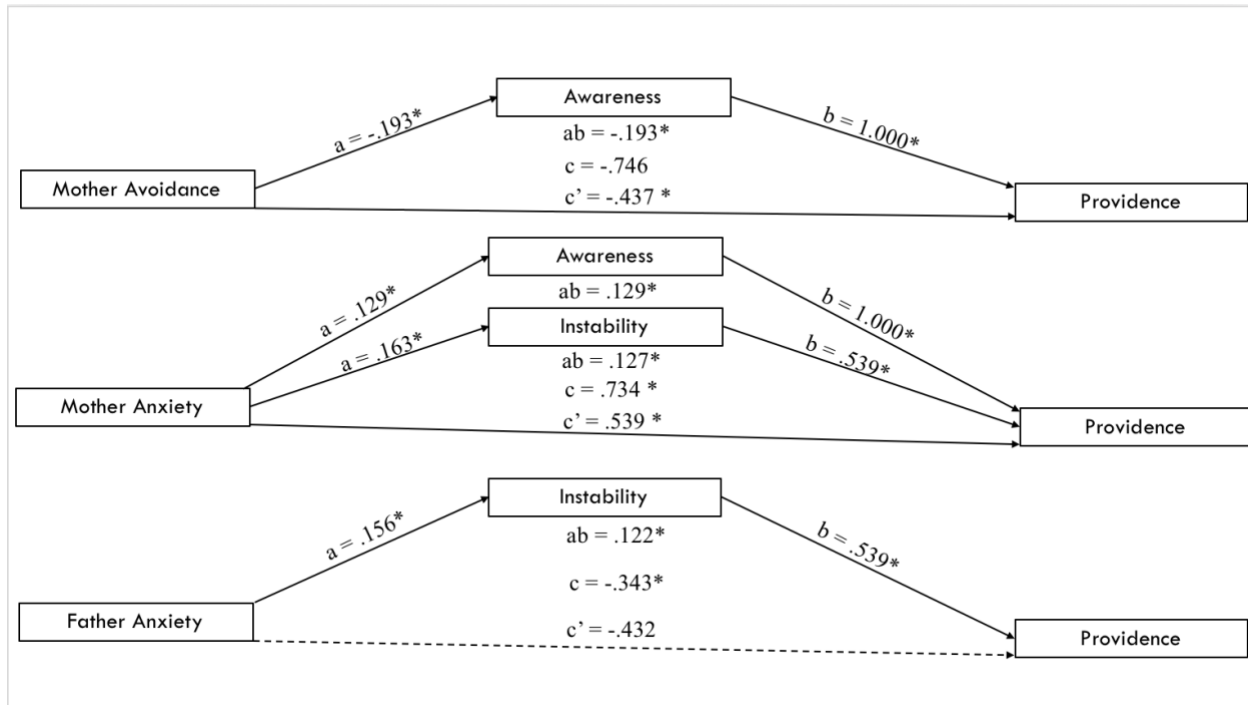 Awareness
a = -.193*
ab = -.193*
b = 1.000*
c = -.746
Mother Avoidance
c’ = -.437 *
Providence
Awareness
a = .129*
ab = .129*
b = 1.000*
Instability
a = .163*
b = .539*
ab = .127*
c = .734 *
Mother Anxiety
c’ = .539 *
Providence
Instability
a = .156*
ab = .122*
b = .539*
c = -.343*
Father Anxiety
c’ = -.432
Providence